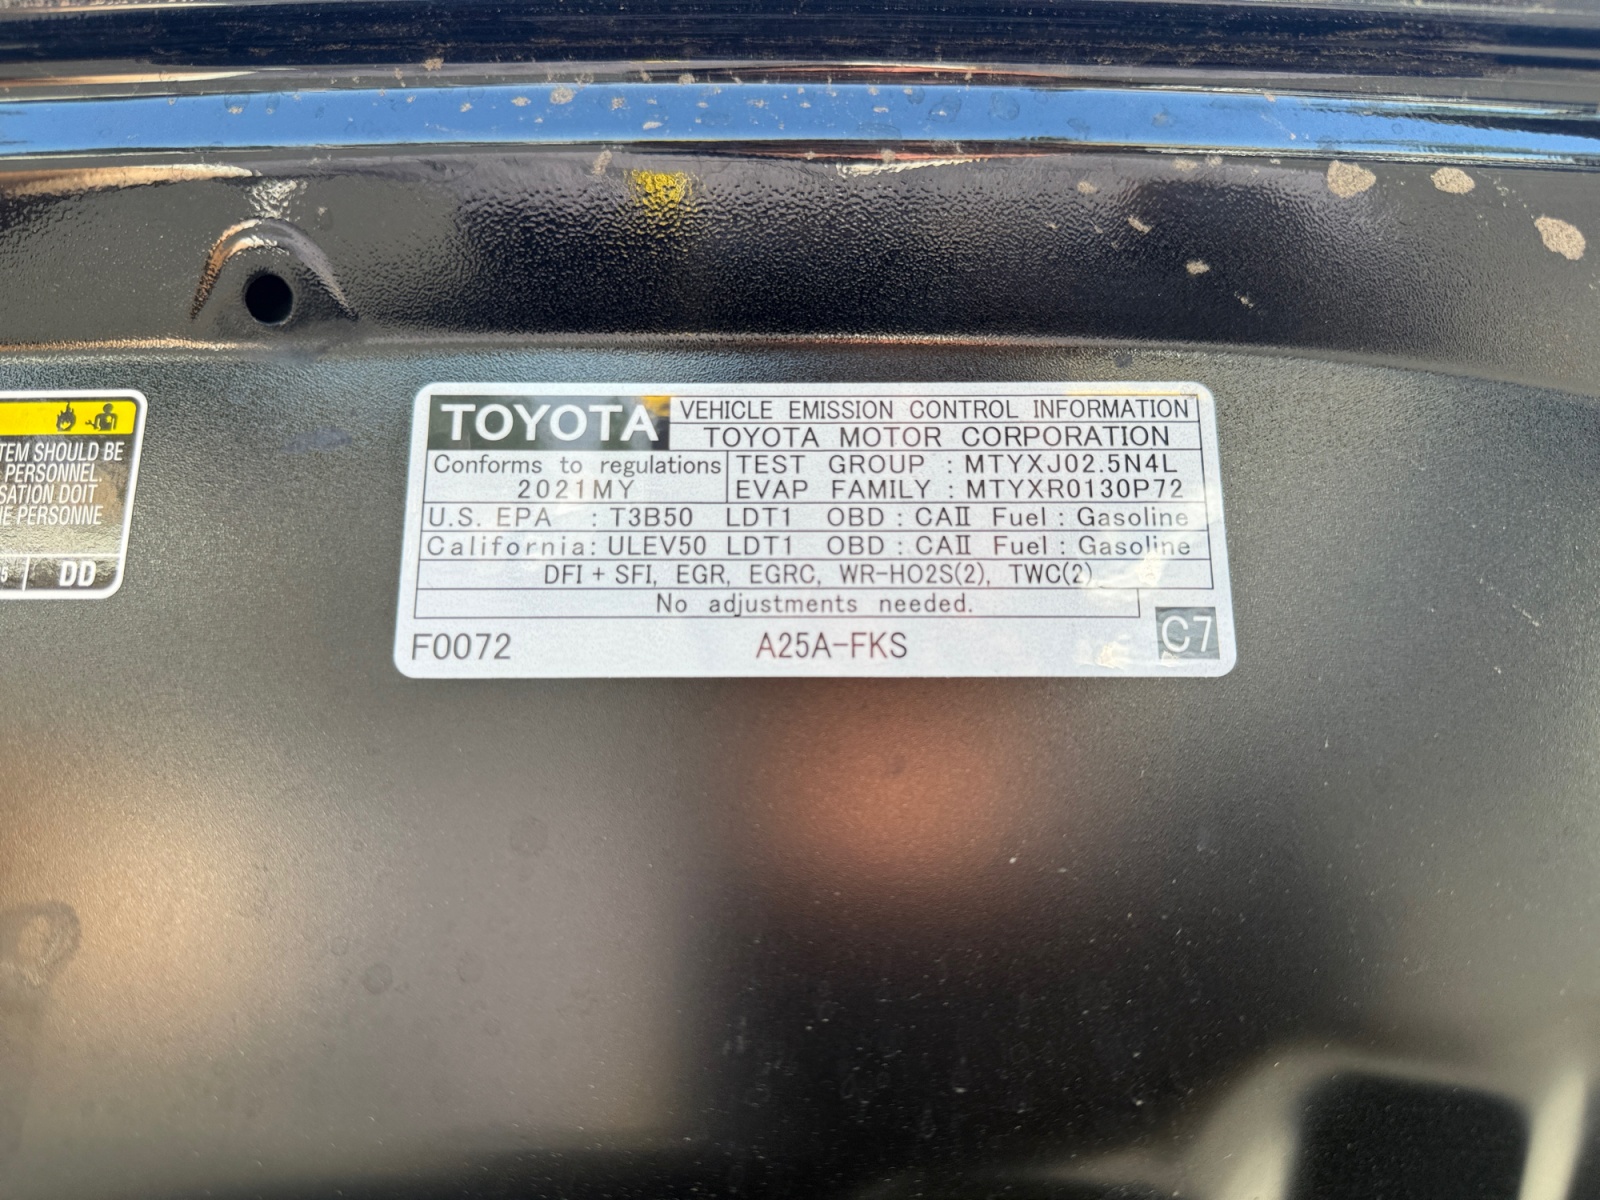 TOYOTA VEHICLE EMISSION CONTROL INFORMATION
TOYOTA MOTOR CORPORATION
Conforms to regulations
2021MY
TEST GROUP : MTYXJ02.5N4L
EVAP FAMILY : MTYXR0130P72
U.S. EPA : T3B50 LDT1 OBD : CAII Fuel : Gasoline
California : ULEV50 LDT1 OBD : CAII Fuel : Gasoline
DFI + SFI, EGR, EGRC, WR-HO2S(2), TWC(2)
No adjustments needed.
F0072 A25A-FKS C7
TEM SHOULD BE
PERSONNEL.
SATION DOIT
PERSONNE
5 DD